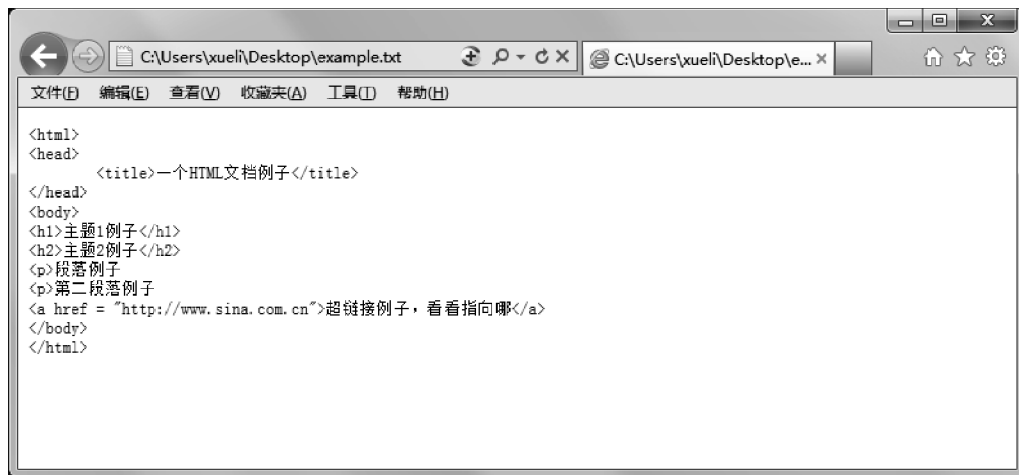 C:\Users\xueli\Desktop\example.txt
C:\Users\xueli\Desktop\e...
文件(F) 编辑(E) 查看(V) 收藏夹(A) 工具(T) 帮助(H)
<html>
<head>
<title>一个HTML文档例子</title>
</head>
<body>
<h1>主题1例子</h1>
<h2>主题2例子</h2>
<p>段落例子
<p>第二段落例子
<a href = "http://www.sina.com.cn">超链接例子，看看指向哪</a>
</body>
</html>